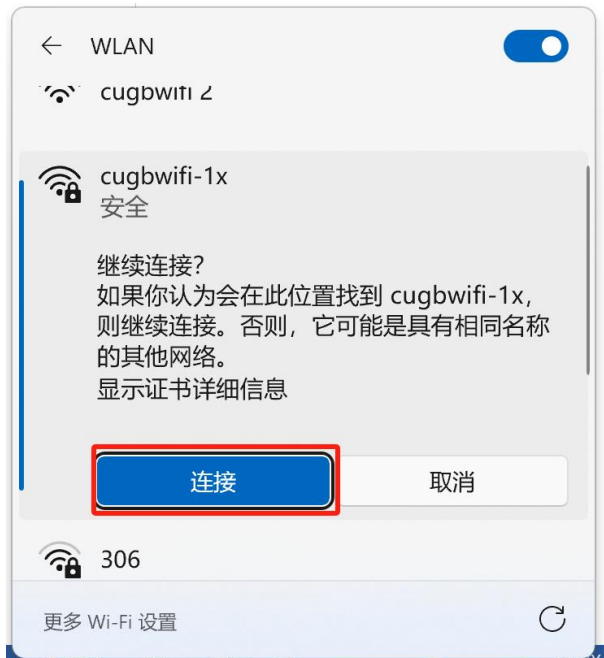 WLAN
cugbwifi 2
cugbwifi-1x
安全
继续连接？
如果你认为会在此位置找到 cugbwifi-1x，
则继续连接。否则，它可能是具有相同名称
的其他网络。
显示证书详细信息
连接
取消
306
更多 Wi-Fi 设置